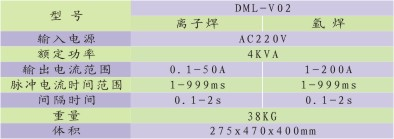 型号 DML-V02
离子焊 氩焊
输入电源 AC220V
额定功率 4KVA
输出电流范围 0.1-50A 1-200A
脉冲电流时间范围 1-999ms 1-999ms
间隔时间 0.1-2s 0.1-2s
重量 38KG
体积 275x470x400mm